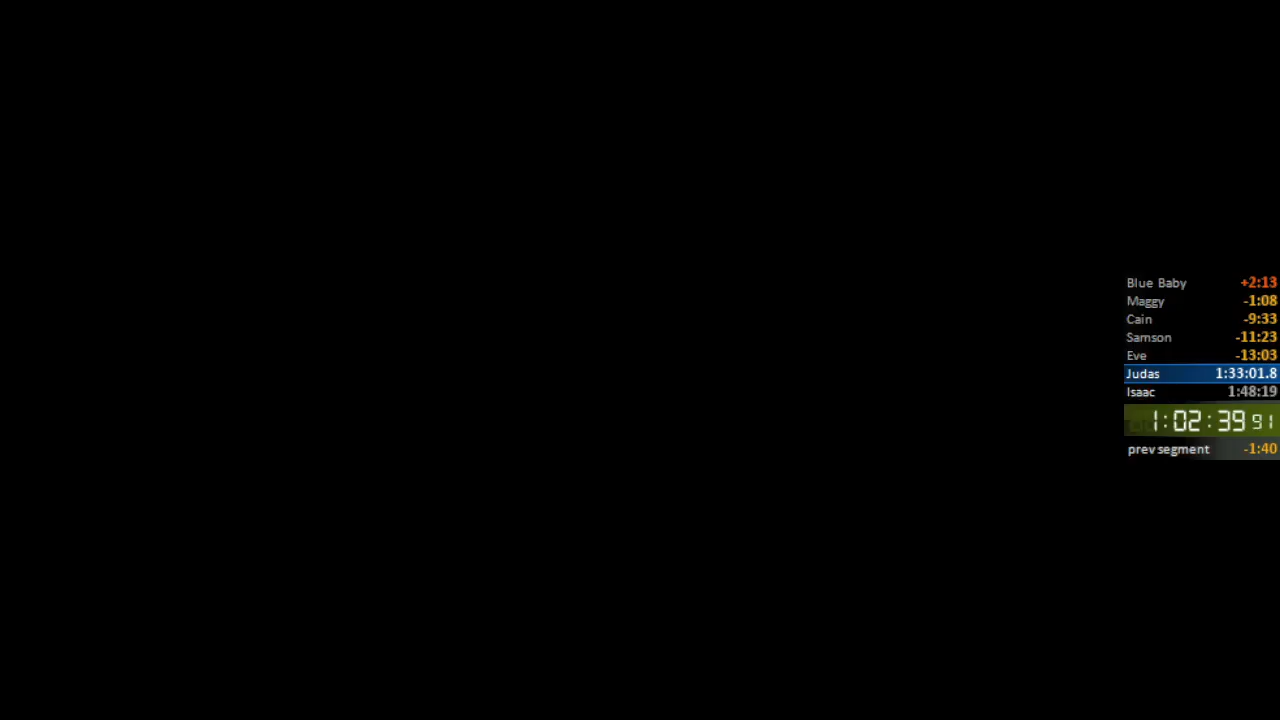 Blue Baby +2:13
Maggy -1:08
Cain -9:33
Samson -11:23
Eve -13:03
Judas 1:33:01.8
Isaac 1:48:19
1:02:39 91
prev segment -1:40